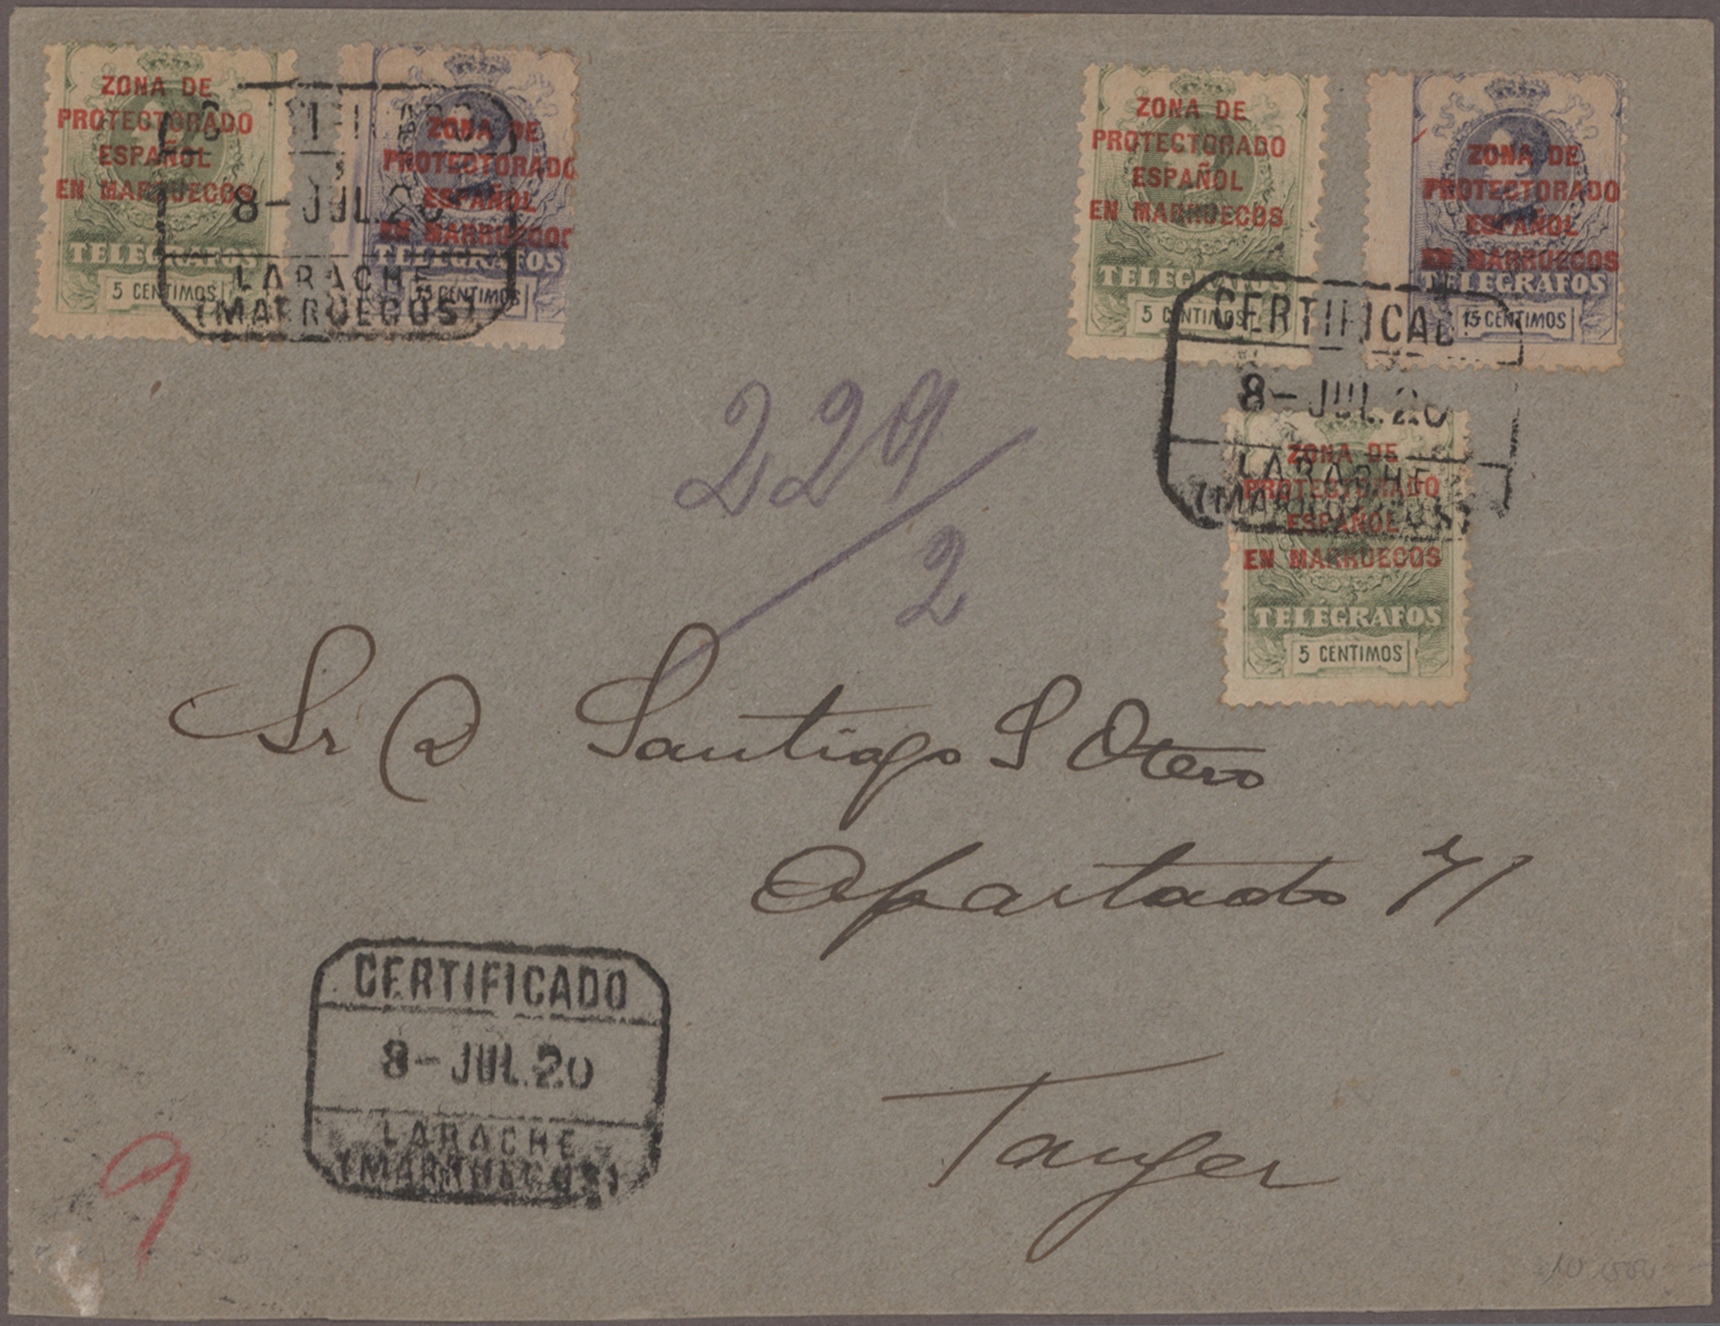 ZONA DE
PROTECTORADO
ESPAÑOL
EN MARRUECOS
TELEGRAFOS
5 CENTIMOS
ZONA DE
PROTECTORADO
ESPAÑOL
EN MARRUECOS
TELEGRAFOS
15 CENTIMOS
8-JUL.20
LARACHE
(MARRUECOS)
ZONA DE
PROTECTORADO
ESPAÑOL
EN MARRUECOS
TELEGRAFOS
5 CENTIMOS
ZONA DE
PROTECTORADO
ESPAÑOL
EN MARRUECOS
TELEGRAFOS
15 CENTIMOS
CERTIFICAD
8-JUL.20
LARACHE
(MARRUECOS)
ZONA DE
PROTECTORADO
ESPAÑOL
EN MARRUECOS
TELEGRAFOS
5 CENTIMOS
229/2
Sr D Santiago S Otero
Apartado 71
Tanger
CERTIFICADO
8-JUL.20
LARACHE
(MARRUECOS)
9